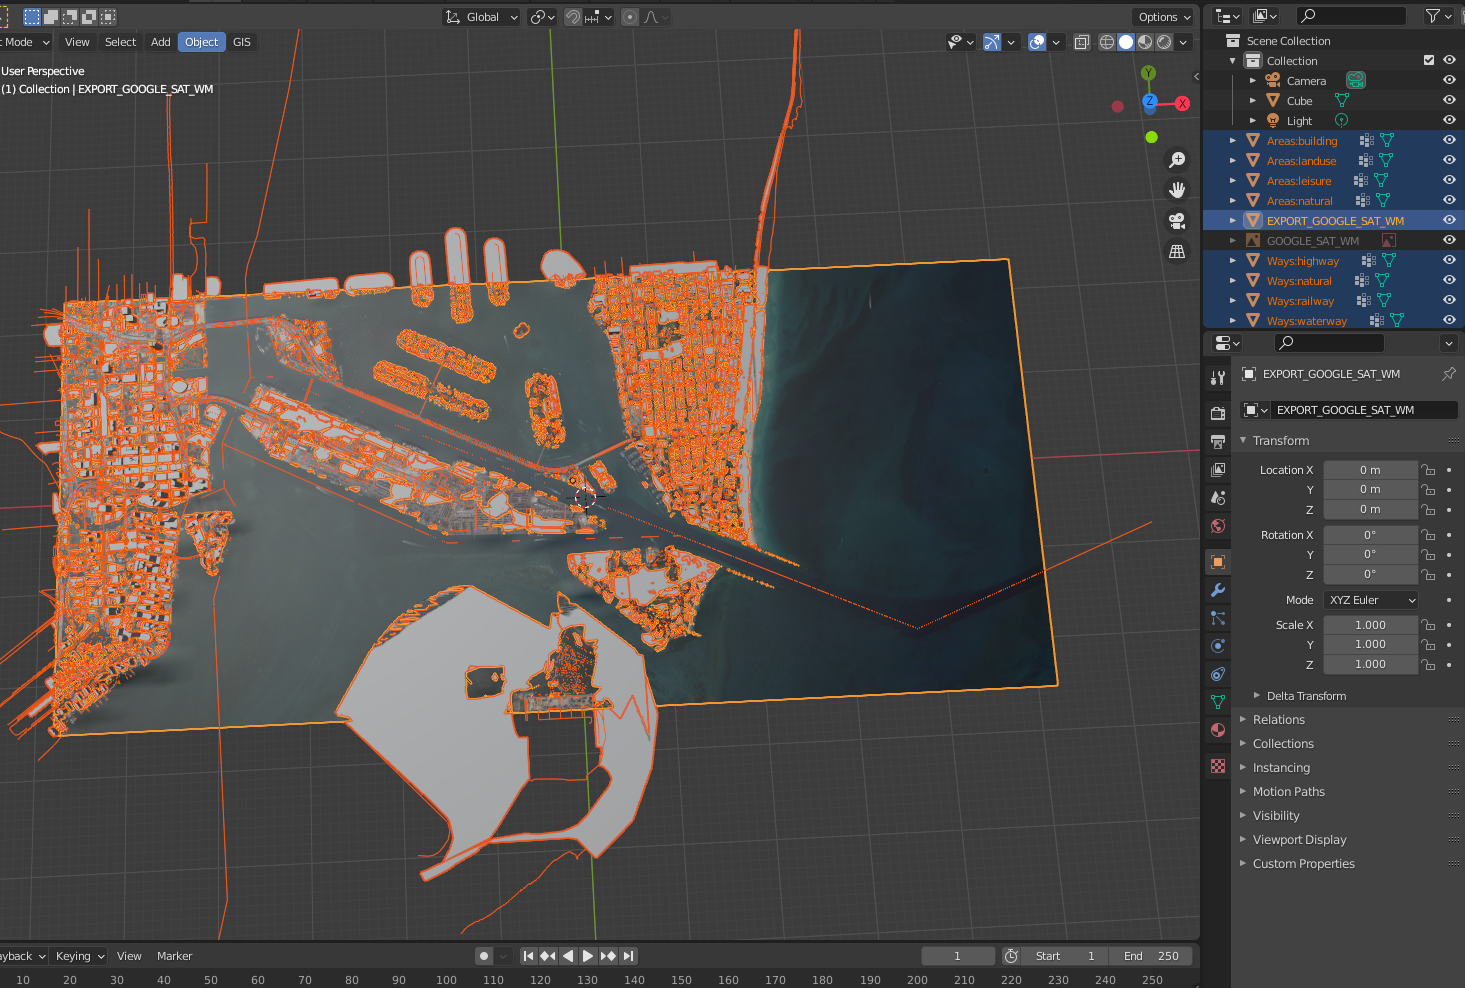 Global
Options
Mode View Select Add Object GIS
User Perspective
(1) Collection | EXPORT_GOOGLE_SAT_WM
Y
Z
X
Scene Collection
Collection
Camera
Cube
Light
Areas:building
Areas:landuse
Areas:leisure
Areas:natural
EXPORT_GOOGLE_SAT_WM
GOOGLE_SAT_WM
Ways:highway
Ways:natural
Ways:railway
Ways:waterway
EXPORT_GOOGLE_SAT_WM
EXPORT_GOOGLE_SAT_WM
Transform
Location X 0 m
Y 0 m
Z 0 m
Rotation X 0°
Y 0°
Z 0°
Mode XYZ Euler
Scale X 1.000
Y 1.000
Z 1.000
Delta Transform
Relations
Collections
Instancing
Motion Paths
Visibility
Viewport Display
Custom Properties
ayback Keying View Marker
1 Start 1 End 250
10 20 30 40 50 60 70 80 90 100 110 120 130 140 150 160 170 180 190 200 210 220 230 240 250